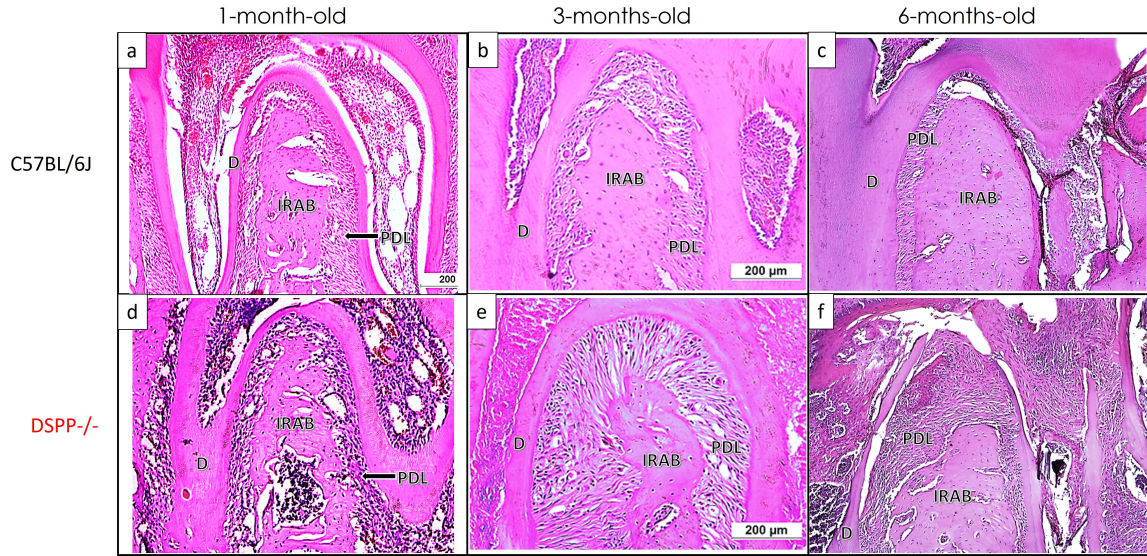 1-month-old 3-months-old 6-months-old
C57BL/6J
a
D
IRAB
PDL
200
b
IRAB
D
PDL
200 µm
c
PDL
D
IRAB
DSPP-/-
d
IRAB
D
PDL
e
D
PDL
IRAB
200 µm
f
PDL
IRAB
D